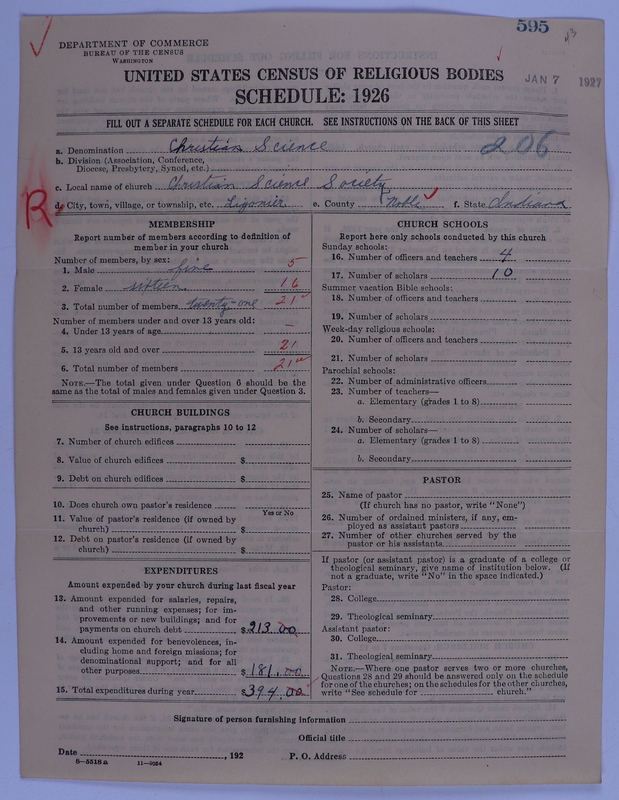 595
DEPARTMENT OF COMMERCE
BUREAU OF THE CENSUS
WASHINGTON
JAN 7 1927
UNITED STATES CENSUS OF RELIGIOUS BODIES
SCHEDULE: 1926
FILL OUT A SEPARATE SCHEDULE FOR EACH CHURCH. SEE INSTRUCTIONS ON THE BACK OF THIS SHEET
a. Denomination Christian Science 206
b. Division (Association, Conference,
Diocese, Presbytery, Synod, etc.)
c. Local name of church Christian Science Society
R d. City, town, village, or township, etc. Ligonier e. County Noble f. State Indiana
MEMBERSHIP
Report number of members according to definition of
member in your church
Number of members, by sex:
1. Male five 5
2. Female sixteen 16
3. Total number of members twenty-one 21
Number of members under and over 13 years old:
4. Under 13 years of age —
5. 13 years old and over 21
6. Total number of members 21
NOTE.—The total given under Question 6 should be the
same as the total of males and females given under Question 3.
CHURCH BUILDINGS
See instructions, paragraphs 10 to 12
7. Number of church edifices
8. Value of church edifices $
9. Debt on church edifices $
10. Does church own pastor's residence
Yes or No
11. Value of pastor's residence (if owned by
church) $
12. Debt on pastor's residence (if owned by
church) $
EXPENDITURES
Amount expended by your church during last fiscal year
13. Amount expended for salaries, repairs,
and other running expenses; for im-
provements or new buildings; and for
payments on church debt $213.00
14. Amount expended for benevolences, in-
cluding home and foreign missions; for
denominational support; and for all
other purposes $181.00
15. Total expenditures during year $394.00
CHURCH SCHOOLS
Report here only schools conducted by this church
Sunday schools:
16. Number of officers and teachers 4
17. Number of scholars 10
Summer vacation Bible schools:
18. Number of officers and teachers
19. Number of scholars
Week-day religious schools:
20. Number of officers and teachers
21. Number of scholars
Parochial schools:
22. Number of administrative officers
23. Number of teachers—
a. Elementary (grades 1 to 8)
b. Secondary
24. Number of scholars—
a. Elementary (grades 1 to 8)
b. Secondary
PASTOR
25. Name of pastor
(If church has no pastor, write "None")
26. Number of ordained ministers, if any, em-
ployed as assistant pastors
27. Number of other churches served by the
pastor or his assistants
If pastor (or assistant pastor) is a graduate of a college or
theological seminary, give name of institution below. (If
not a graduate, write "No" in the space indicated.)
Pastor:
28. College
29. Theological seminary
Assistant pastor:
30. College
31. Theological seminary
NOTE.—Where one pastor serves two or more churches,
Questions 28 and 29 should be answered only on the schedule
for one of the churches; on the schedules for the other churches,
write "See schedule for church."
Signature of person furnishing information
Official title
Date , 192 P. O. Address
8—5518a 11—9034